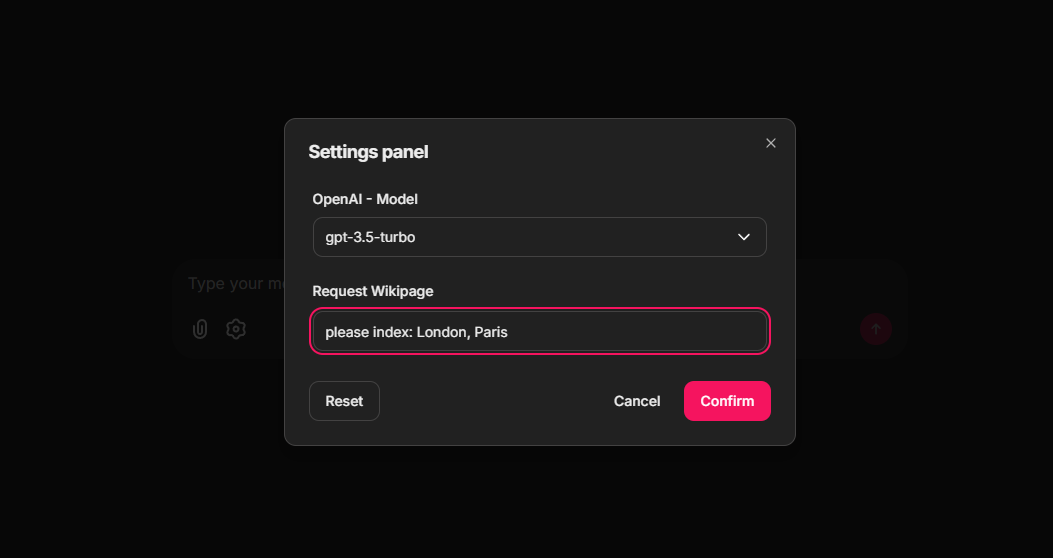 Settings panel
OpenAI - Model
gpt-3.5-turbo
Type your m
Request Wikipage
please index: London, Paris
Reset
Cancel
Confirm